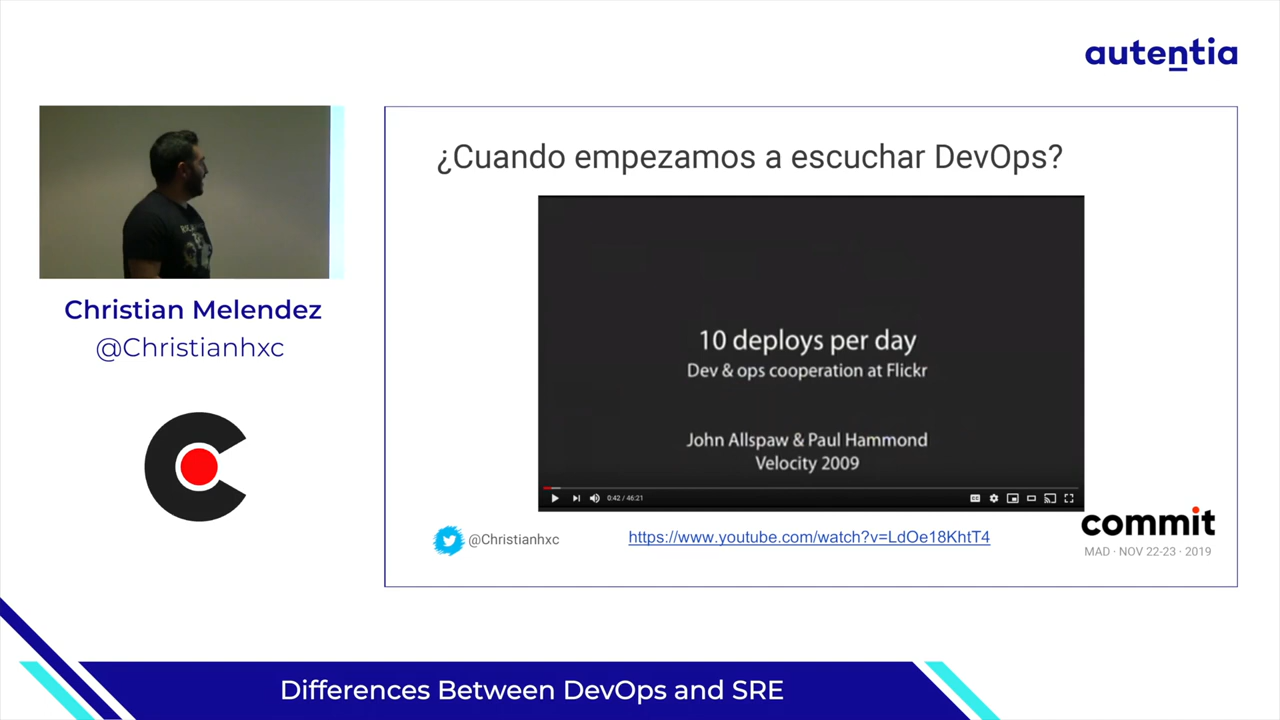 autentia
¿Cuando empezamos a escuchar DevOps?
10 deploys per day
Dev & ops cooperation at Flickr
John Allspaw & Paul Hammond
Velocity 2009
0:42 / 46:21
@Christianhxc
https://www.youtube.com/watch?v=LdOe18KhtT4
commit
MAD · NOV 22-23 · 2019
Christian Melendez
@Christianhxc
Differences Between DevOps and SRE